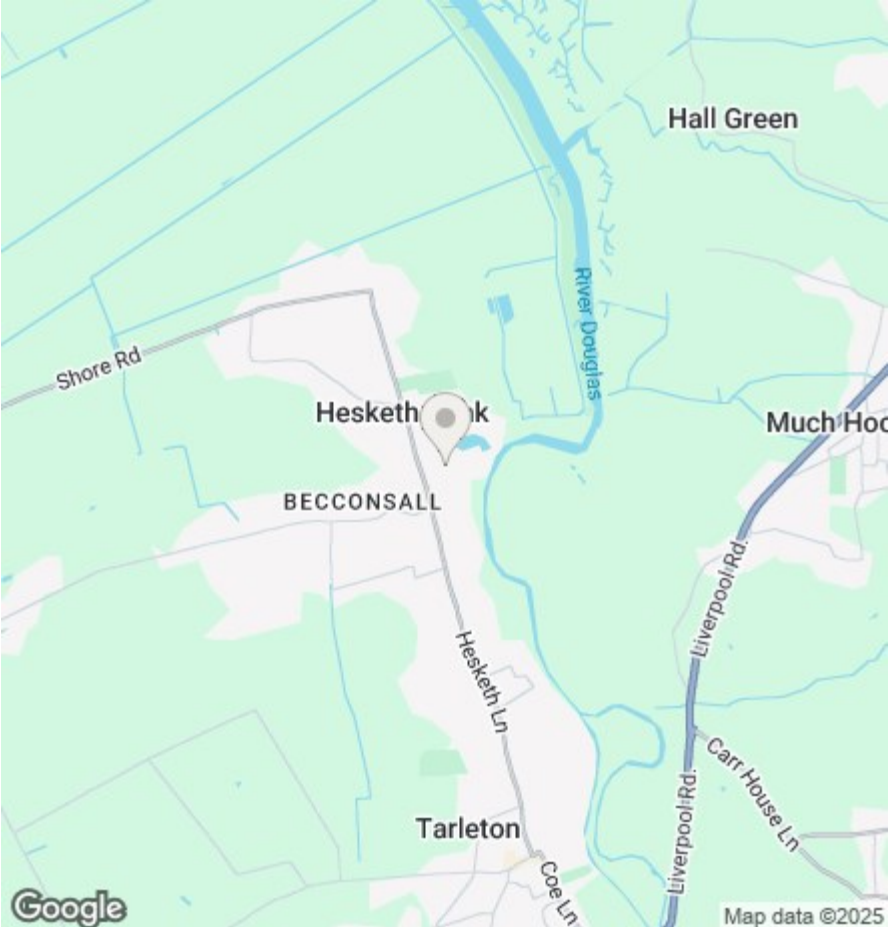 Hall Green
River Douglas
Shore Rd
Hesketh nk
Much Hoo
BECCONSALL
Liverpool Rd.
Hesketh Ln
Carr House Ln
Liverpool Rd.
Tarleton
Coe Ln
Google
Map data ©2025